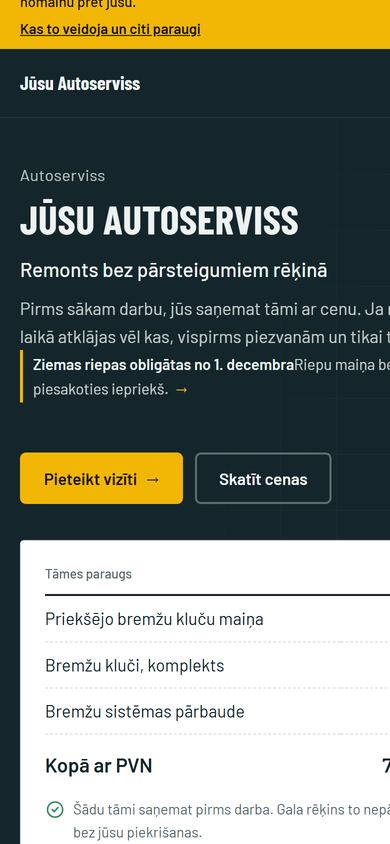 nomainu pret jūsu.
Kas to veidoja un citi paraugi
Jūsu Autoserviss
Autoserviss
JŪSU AUTOSERVISS
Remonts bez pārsteigumiem rēķinā
Pirms sākam darbu, jūs saņemat tāmi ar cenu. Ja
laikā atklājas vēl kas, vispirms piezvanām un tikai
Ziemas riepas obligātas no 1. decembraRiepu maiņa
piesakoties iepriekš. →
Pieteikt vizīti →
Skatīt cenas
Tāmes paraugs
Priekšējo bremžu kluču maiņa
Bremžu kluči, komplekts
Bremžu sistēmas pārbaude
Kopā ar PVN
Šādu tāmi saņemat pirms darba. Gala rēķins to
bez jūsu piekrišanas.